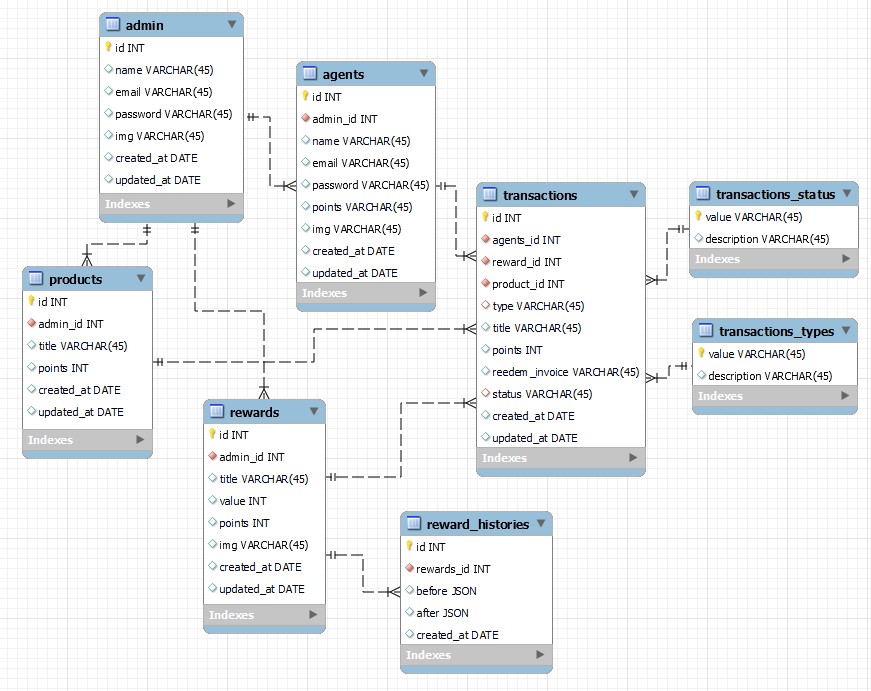 admin
id INT
name VARCHAR(45)
email VARCHAR(45)
password VARCHAR(45)
img VARCHAR(45)
created_at DATE
updated_at DATE
Indexes
agents
id INT
admin_id INT
name VARCHAR(45)
email VARCHAR(45)
password VARCHAR(45)
points VARCHAR(45)
img VARCHAR(45)
created_at DATE
updated_at DATE
Indexes
transactions
id INT
agents_id INT
reward_id INT
product_id INT
type VARCHAR(45)
title VARCHAR(45)
points INT
reedem_invoice VARCHAR(45)
status VARCHAR(45)
created_at DATE
updated_at DATE
Indexes
transactions_status
value VARCHAR(45)
description VARCHAR(45)
Indexes
transactions_types
value VARCHAR(45)
description VARCHAR(45)
Indexes
products
id INT
admin_id INT
title VARCHAR(45)
points INT
created_at DATE
updated_at DATE
Indexes
rewards
id INT
admin_id INT
title VARCHAR(45)
value INT
points INT
img VARCHAR(45)
created_at DATE
updated_at DATE
Indexes
reward_histories
id INT
rewards_id INT
before JSON
after JSON
created_at DATE
Indexes